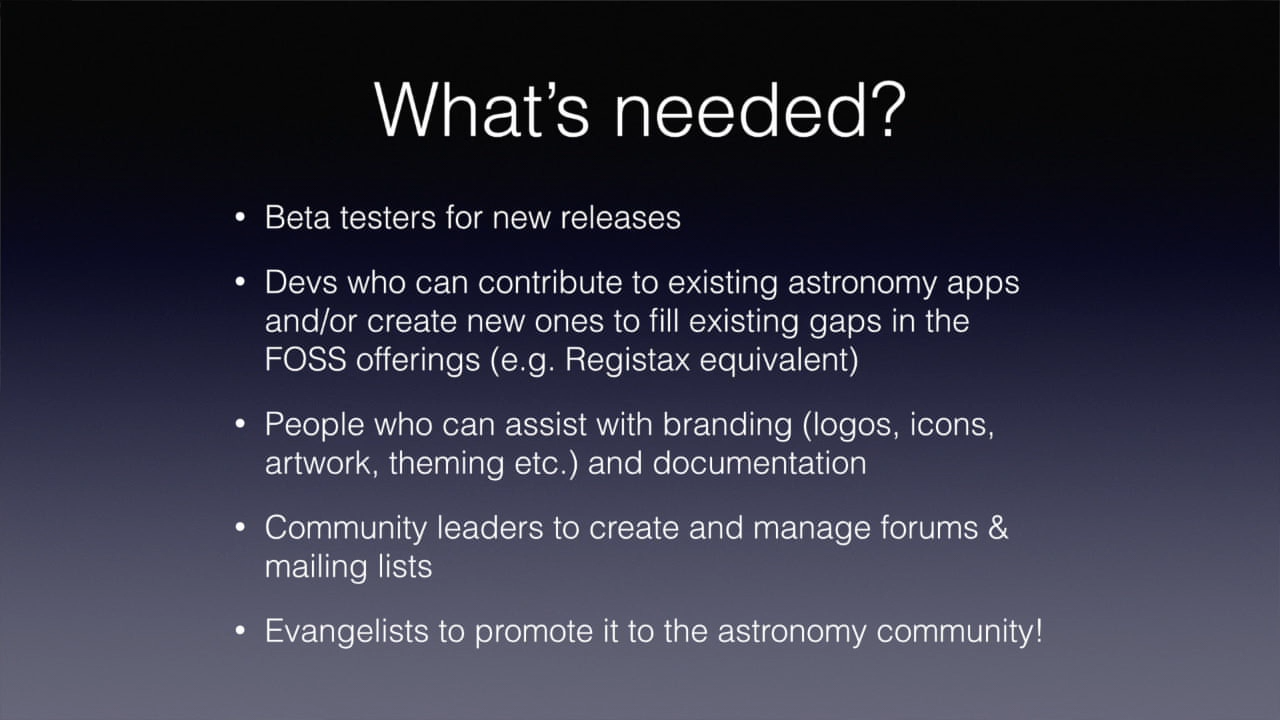 What’s needed?
• Beta testers for new releases
• Devs who can contribute to existing astronomy apps
and/or create new ones to fill existing gaps in the
FOSS offerings (e.g. Registax equivalent)
• People who can assist with branding (logos, icons,
artwork, theming etc.) and documentation
• Community leaders to create and manage forums &
mailing lists
• Evangelists to promote it to the astronomy community!